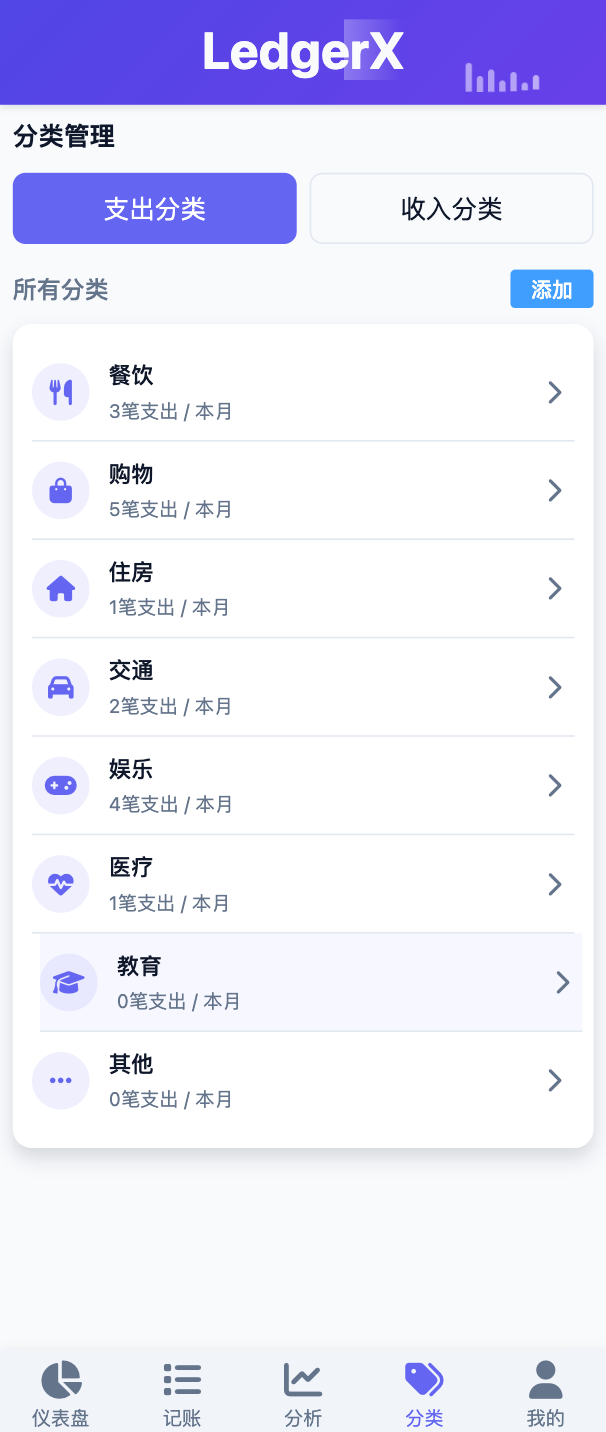 LedgerX
分类管理
支出分类
收入分类
所有分类
添加
餐饮
3笔支出 / 本月
购物
5笔支出 / 本月
住房
1笔支出 / 本月
交通
2笔支出 / 本月
娱乐
4笔支出 / 本月
医疗
1笔支出 / 本月
教育
0笔支出 / 本月
其他
0笔支出 / 本月
仪表盘
记账
分析
分类
我的